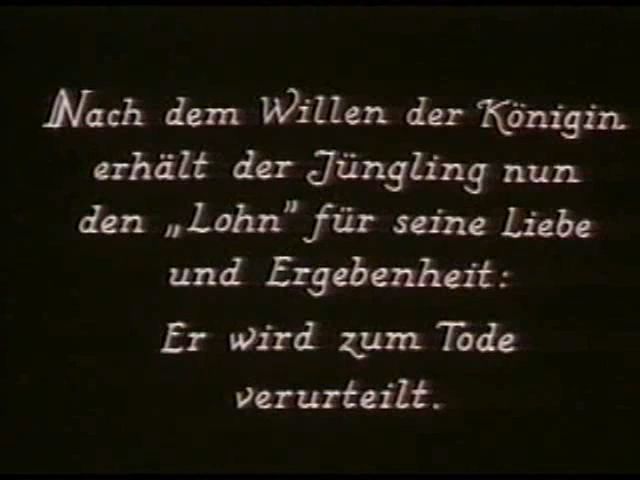 Nach dem Willen der Königin
erhält der Jüngling nun
den „Lohn” für seine Liebe
und Ergebenheit:
Er wird zum Tode
verurteilt.